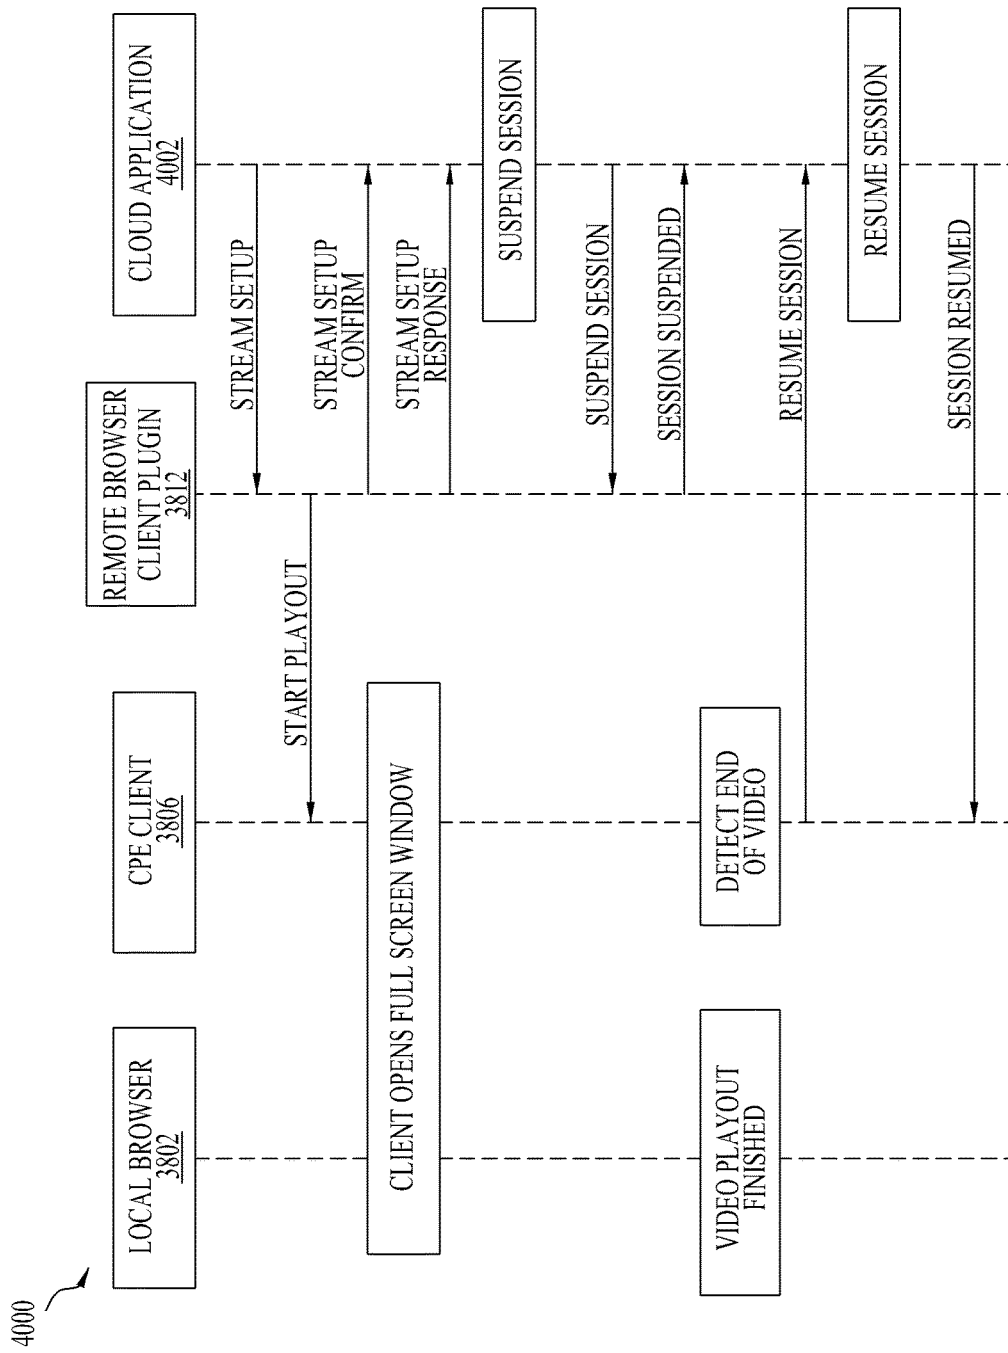 4000
LOCAL BROWSER
3802
CPE CLIENT
3806
REMOTE BROWSER
CLIENT PLUGIN
3812
CLOUD APPLICATION
4002
STREAM SETUP
START PLAYOUT
STREAM SETUP
CONFIRM
CLIENT OPENS FULL SCREEN WINDOW
STREAM SETUP
RESPONSE
SUSPEND SESSION
SUSPEND SESSION
SESSION SUSPENDED
VIDEO PLAYOUT
FINISHED
DETECT END
OF VIDEO
RESUME SESSION
RESUME SESSION
SESSION RESUMED